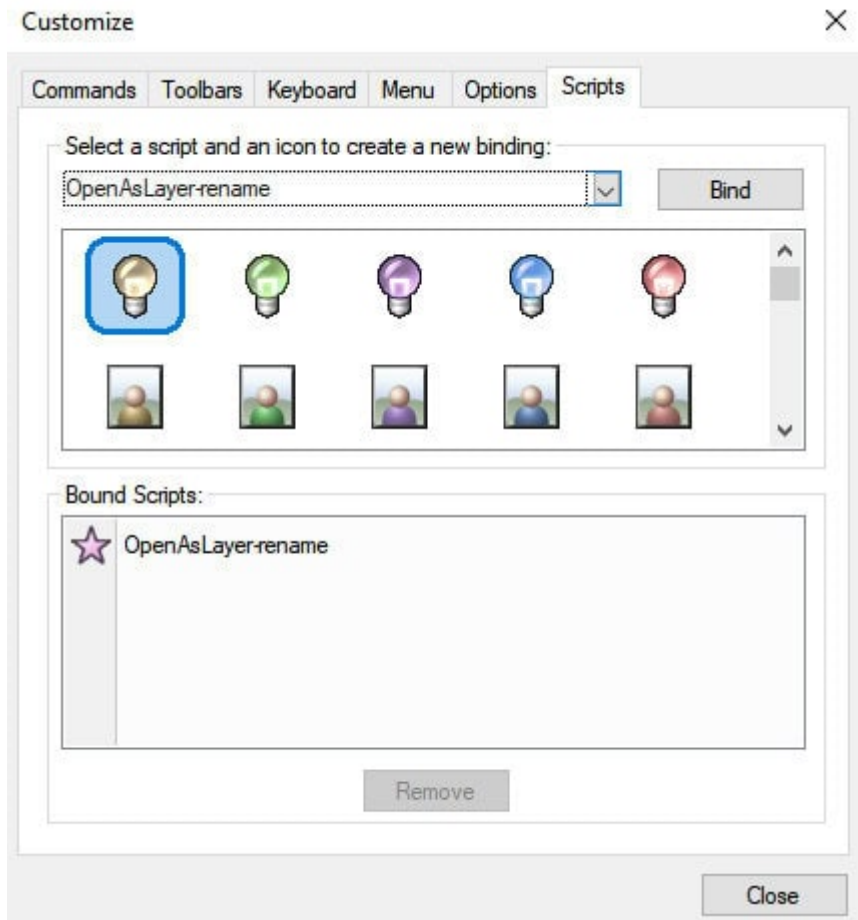 Customize
Commands Toolbars Keyboard Menu Options Scripts
Select a script and an icon to create a new binding:
OpenAsLayer-rename Bind
Bound Scripts:
OpenAsLayer-rename
Remove
Close